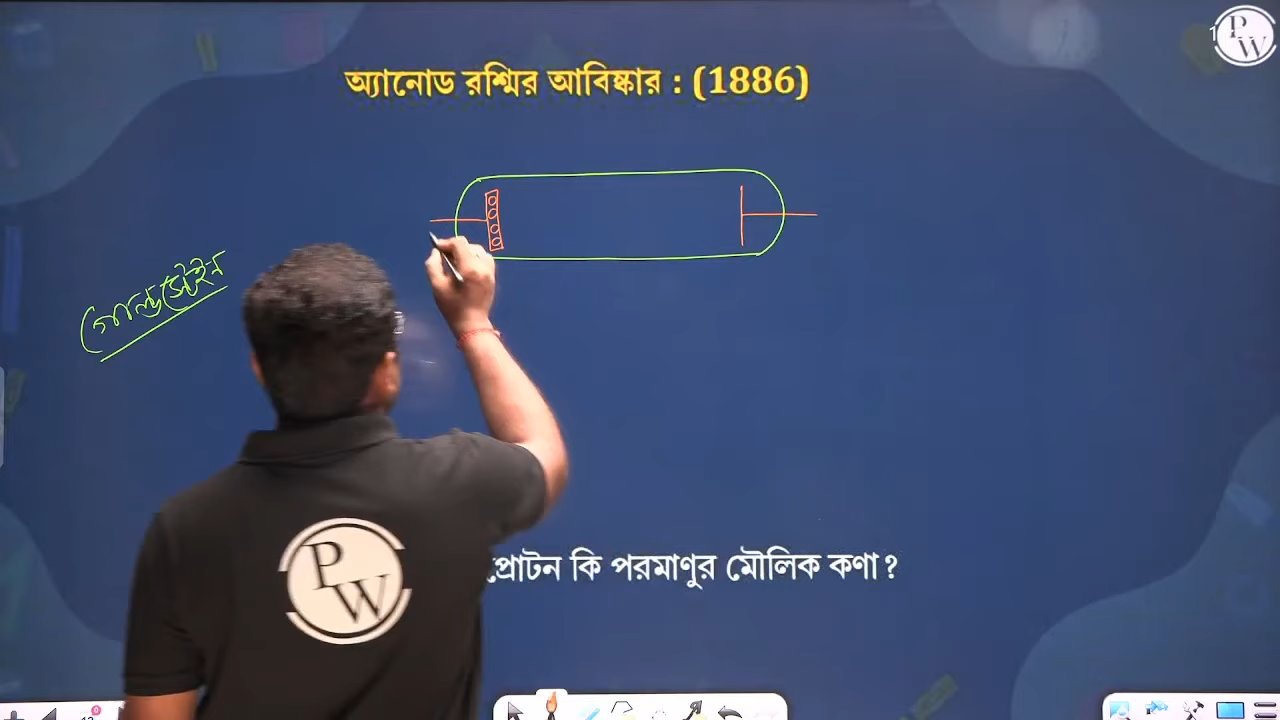 অ্যানোড রশ্মির আবিষ্কার : (1886)
গোল্ডস্টেইন
প্রোটন কি পরমাণুর মৌলিক কণা ?
P W
P W